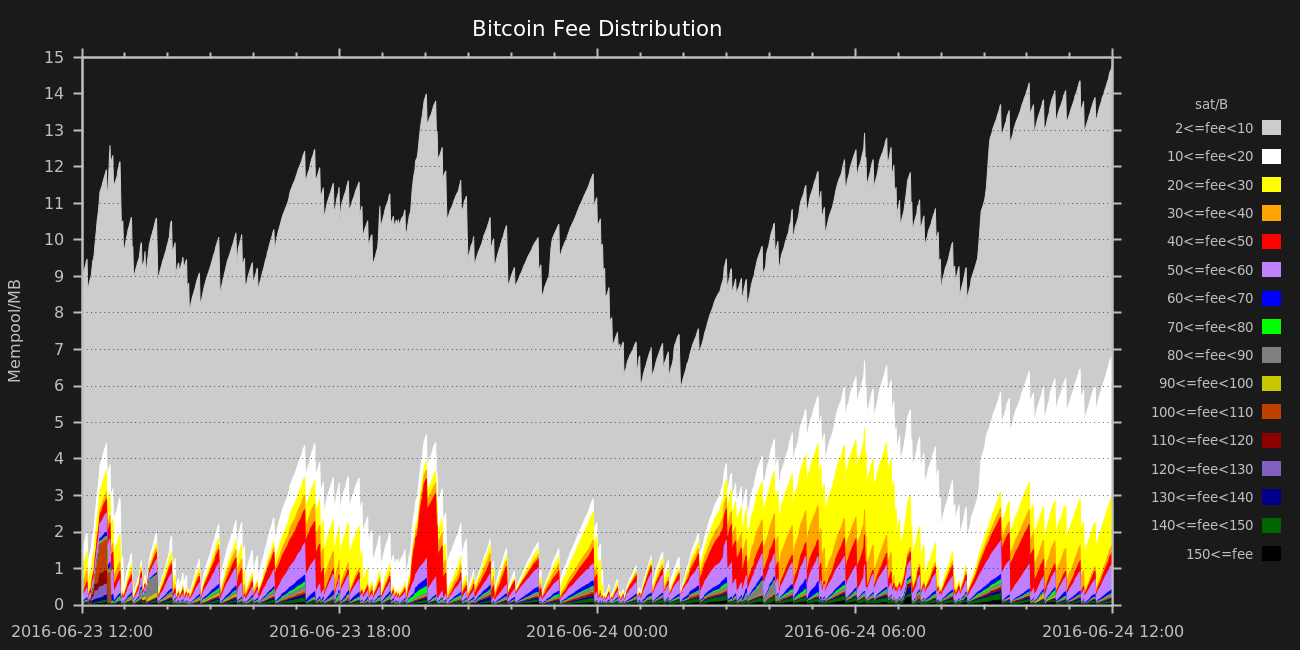 Bitcoin Fee Distribution
Mempool/MB
15
14
13
12
11
10
9
8
7
6
5
4
3
2
1
0
2016-06-23 12:00
2016-06-23 18:00
2016-06-24 00:00
2016-06-24 06:00
2016-06-24 12:00
sat/B
2<=fee<10
10<=fee<20
20<=fee<30
30<=fee<40
40<=fee<50
50<=fee<60
60<=fee<70
70<=fee<80
80<=fee<90
90<=fee<100
100<=fee<110
110<=fee<120
120<=fee<130
130<=fee<140
140<=fee<150
150<=fee